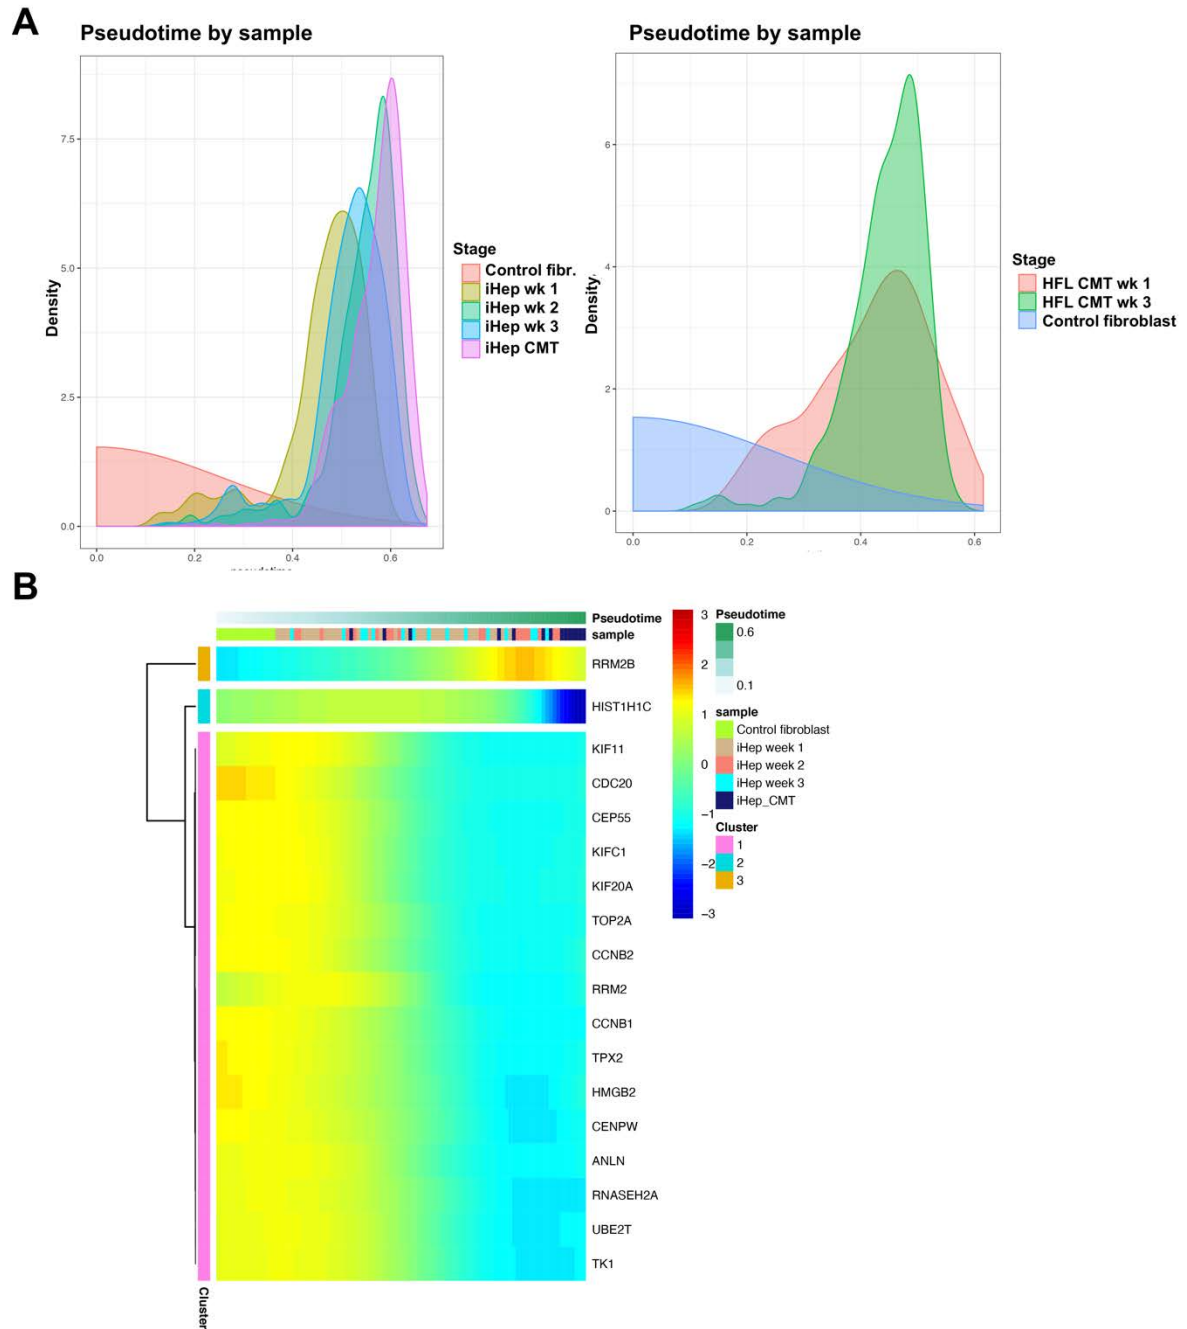 A
Pseudotime by sample
Pseudotime by sample
7.5
5.0
2.5
0.0
0.0
0.2
0.4
0.6
Density
Stage
Control fibr.
iHep wk 1
iHep wk 2
iHep wk 3
iHep CMT
6
4
2
0
0.0
0.2
0.4
0.6
Density
Stage
HFL CMT wk 1
HFL CMT wk 3
Control fibroblast
B
Pseudotime
sample
RRM2B
HIST1H1C
KIF11
CDC20
CEP55
KIFC1
KIF20A
TOP2A
CCNB2
RRM2
CCNB1
TPX2
HMGB2
CENPW
ANLN
RNASEH2A
UBE2T
TK1
Cluster
3
2
1
0
−1
−2
−3
Pseudotime
0.6
0.1
sample
Control fibroblast
iHep week 1
iHep week 2
iHep week 3
iHep_CMT
Cluster
1
2
3